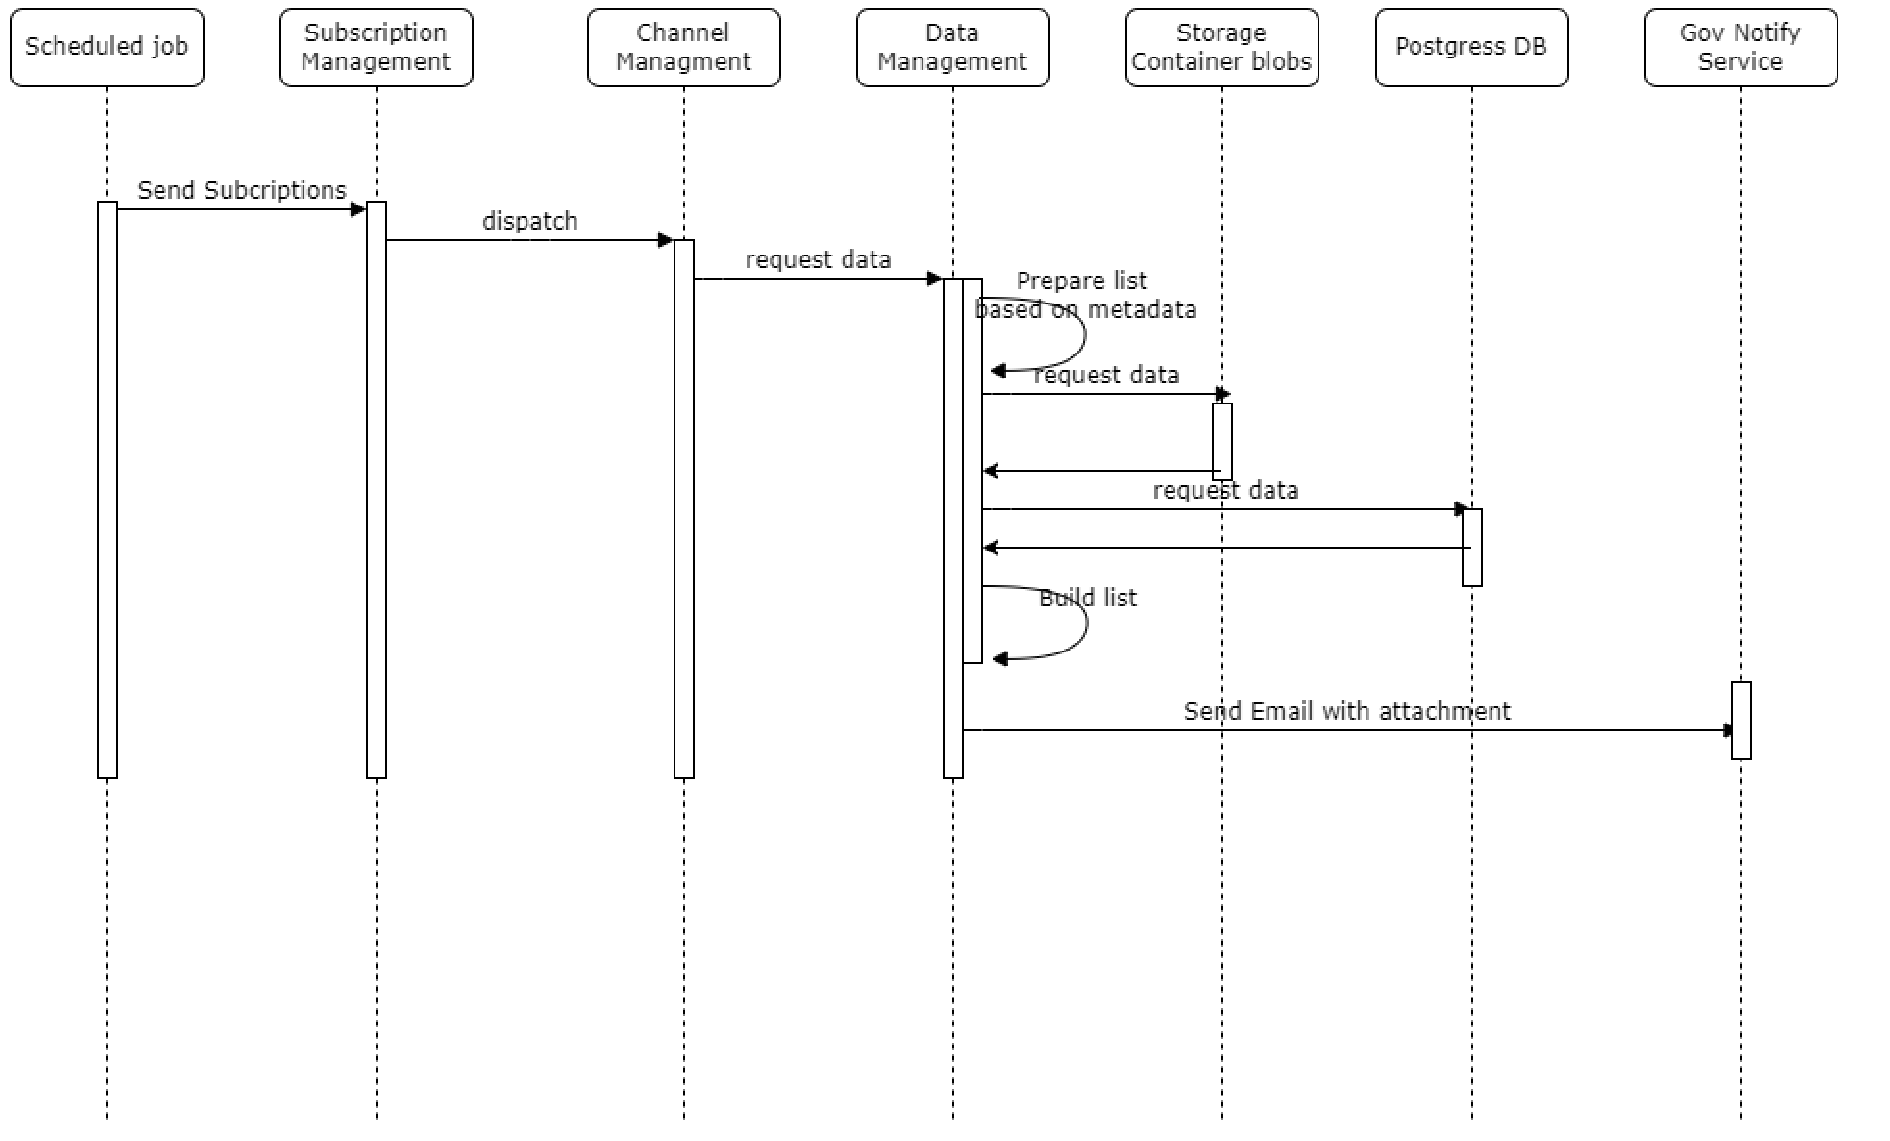 Scheduled job
Subscription
Management
Channel
Managment
Data
Management
Storage
Container blobs
Postgress DB
Gov Notify
Service
Send Subcriptions
dispatch
request data
Prepare list
based on metadata
request data
request data
Build list
Send Email with attachment